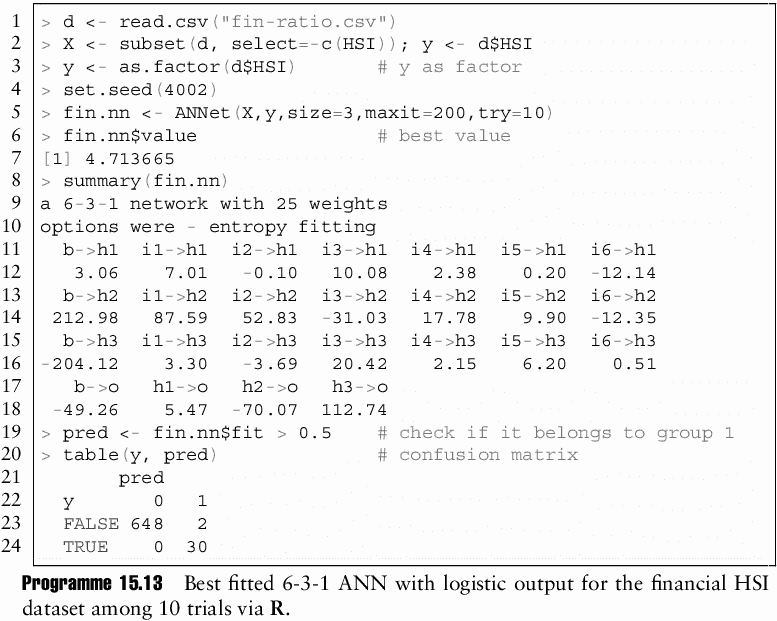 1 > d <- read.csv("fin-ratio.csv")
2 > X <- subset(d, select=-c(HSI)); y <- d$HSI
3 > y <- as.factor(d$HSI) # y as factor
4 > set.seed(4002)
5 > fin.nn <- ANNet(X,y,size=3,maxit=200,try=10)
6 > fin.nn$value # best value
7 [1] 4.713665
8 > summary(fin.nn)
9 a 6-3-1 network with 25 weights
10 options were - entropy fitting
11 b->h1 i1->h1 i2->h1 i3->h1 i4->h1 i5->h1 i6->h1
12 3.06 7.01 -0.10 10.08 2.38 0.20 -12.14
13 b->h2 i1->h2 i2->h2 i3->h2 i4->h2 i5->h2 i6->h2
14 212.98 87.59 52.83 -31.03 17.78 9.90 -12.35
15 b->h3 i1->h3 i2->h3 i3->h3 i4->h3 i5->h3 i6->h3
16 -204.12 3.30 -3.69 20.42 2.15 6.20 0.51
17 b->o h1->o h2->o h3->o
18 -49.26 5.47 -70.07 112.74
19 > pred <- fin.nn$fit > 0.5 # check if it belongs to group 1
20 > table(y, pred) # confusion matrix
21 pred
22 y 0 1
23 FALSE 648 2
24 TRUE 0 30
Programme 15.13 Best fitted 6-3-1 ANN with logistic output for the financial HSI
dataset among 10 trials via R.